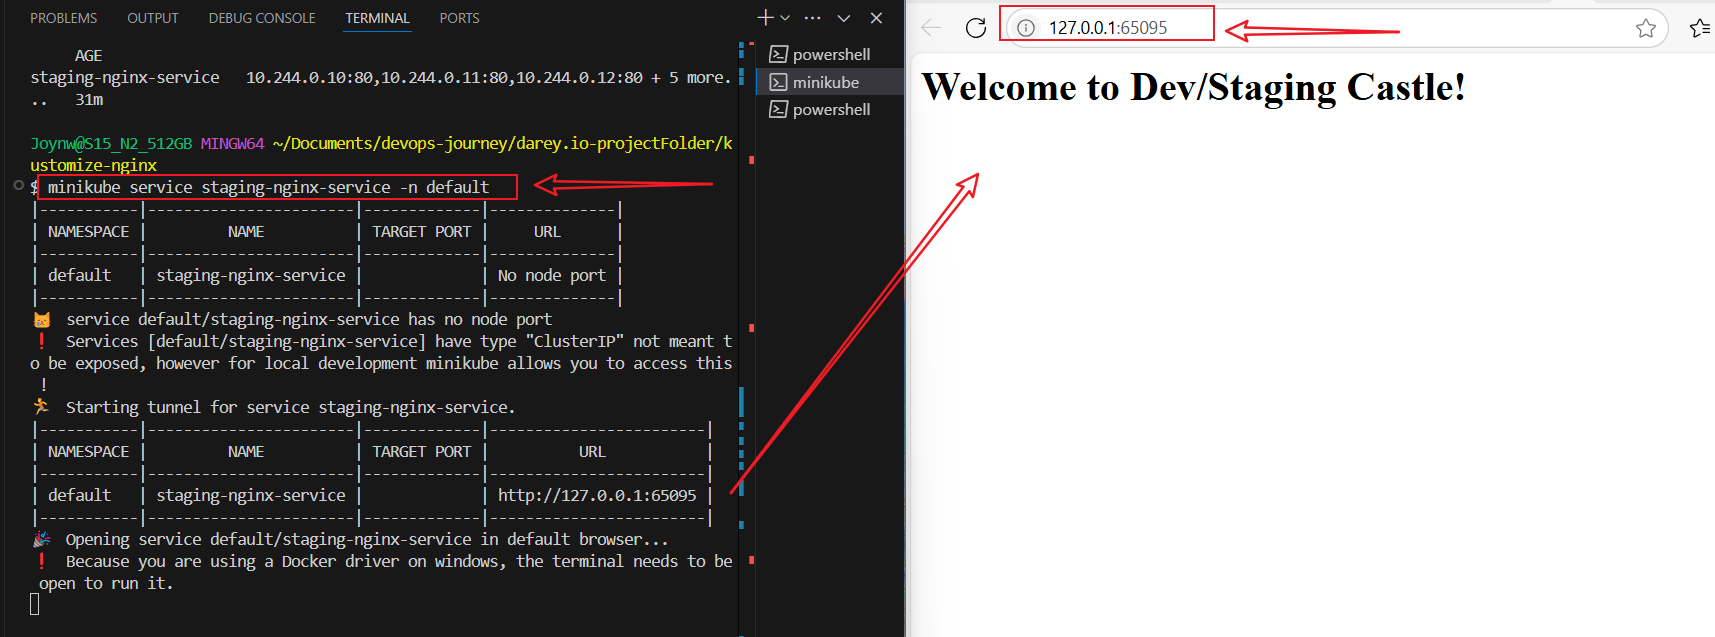 PROBLEMS OUTPUT DEBUG CONSOLE TERMINAL PORTS
AGE
staging-nginx-service 10.244.0.10:80,10.244.0.11:80,10.244.0.12:80 + 5 more.
.. 31m
Joynw@S15_N2_512GB MINGW64 ~/Documents/devops-journey/darey.io-projectFolder/k
ustomize-nginx
$ minikube service staging-nginx-service -n default
|-----------|-----------------------|-------------|--------------|
| NAMESPACE | NAME | TARGET PORT | URL |
|-----------|-----------------------|-------------|--------------|
| default | staging-nginx-service | | No node port |
|-----------|-----------------------|-------------|--------------|
😿 service default/staging-nginx-service has no node port
❗ Services [default/staging-nginx-service] have type "ClusterIP" not meant t
o be exposed, however for local development minikube allows you to access this
!
🏃 Starting tunnel for service staging-nginx-service.
|-----------|-----------------------|-------------|------------------------|
| NAMESPACE | NAME | TARGET PORT | URL |
|-----------|-----------------------|-------------|------------------------|
| default | staging-nginx-service | | http://127.0.0.1:65095 |
|-----------|-----------------------|-------------|------------------------|
🎉 Opening service default/staging-nginx-service in default browser...
❗ Because you are using a Docker driver on windows, the terminal needs to be
open to run it.
powershell
minikube
powershell
127.0.0.1:65095
Welcome to Dev/Staging Castle!